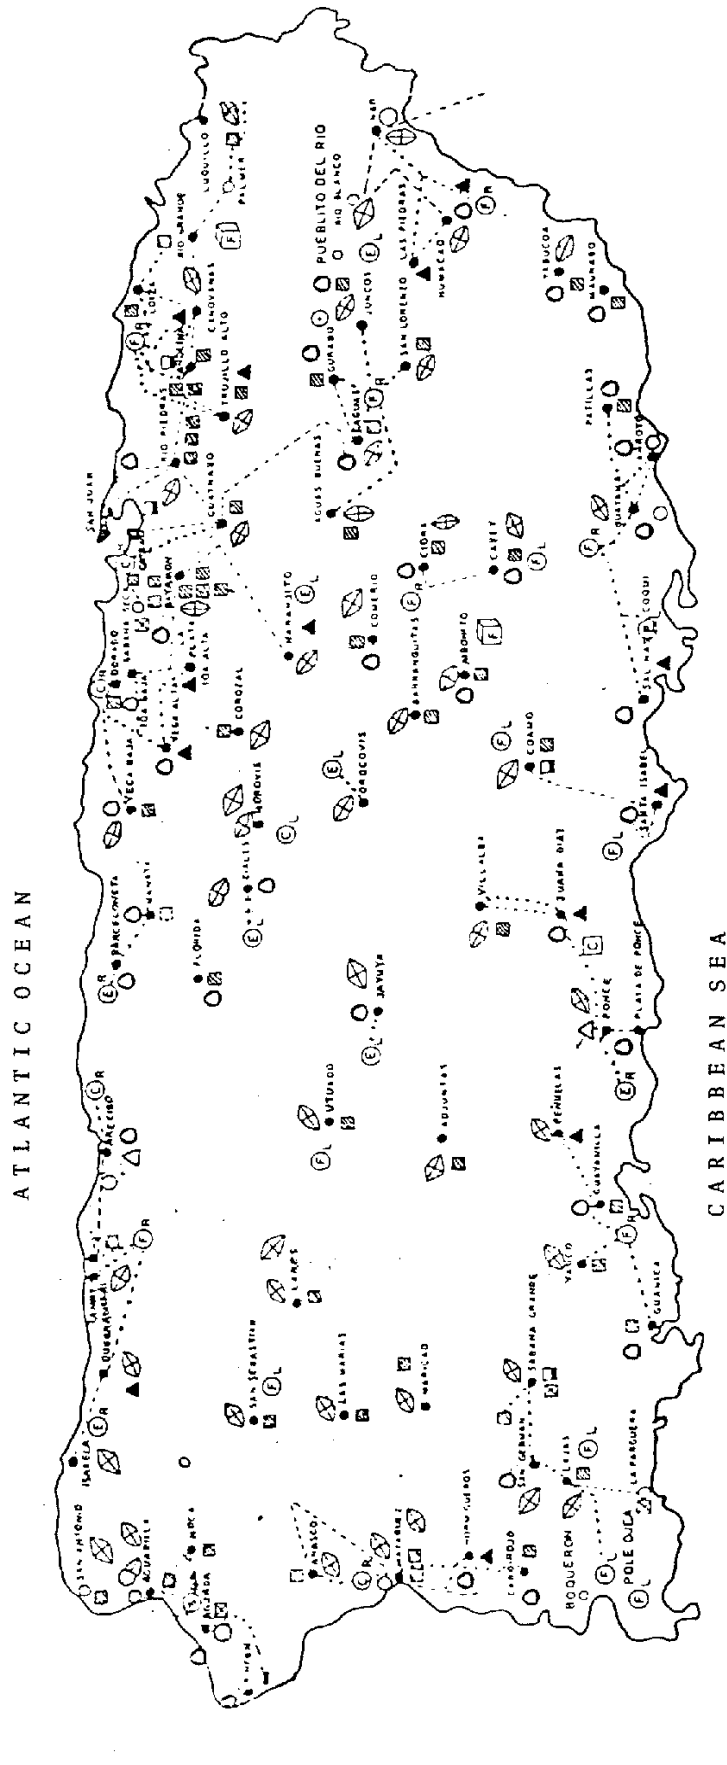 ATLANTIC OCEAN
CARIBBEAN SEA
LUQUILLO
PALMER
RIO GRANDE
LOIZA
CANOVANAS
TRUJILLO ALTO
RIO PIEDRAS
SAN JUAN
GUAYNABO
PUEBLITO DEL RIO
RIO BLANCO
LAS PIEDRAS
HUMACAO
JUNCOS
GURABO
SAN LORENZO
CAGUAS
AGUAS BUENAS
YABUCOA
MAUNABO
PATILLAS
ARROYO
GUAYAMA
CIDRA
CAYEY
COMERIO
NARANJITO
BARRANQUITAS
AIBONITO
COQUI
SALINAS
BAYAMON
DORADO
TOA BAJA
TOA ALTA
VEGA ALTA
VEGA BAJA
COROZAL
MOROVIS
OROCOVIS
COAMO
SANTA ISABEL
CIALES
MANATI
BARCELONETA
FLORIDA
VILLALBA
JUANA DIAZ
PONCE
PLAYA DE PONCE
JAYUYA
UTUADO
ADJUNTAS
ARECIBO
PEÑUELAS
GUAYANILLA
YAUCO
GUANICA
LARES
SAN SEBASTIAN
LAS MARIAS
MARICAO
SABANA GRANDE
SAN GERMAN
LAJAS
LA PARGUERA
QUEBRADILLAS
ISABELA
SAN ANTONIO
AGUADILLA
MOCA
AGUADA
RINCON
AÑASCO
MAYAGUEZ
HORMIGUEROS
CABO ROJO
BOQUERON
POLE OJEA